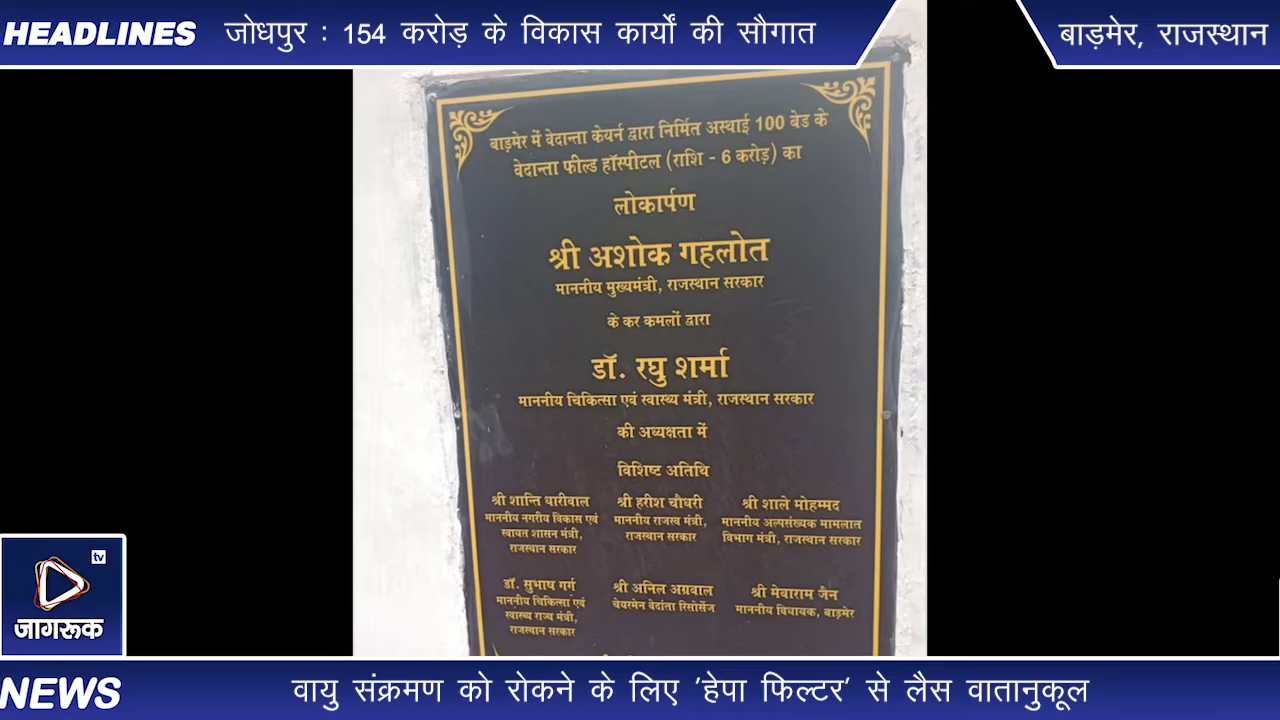 HEADLINES जोधपुर : 154 करोड़ के विकास कार्यों की सौगात
बाड़मेर, राजस्थान
बाड़मेर में वेदान्ता केयर्न द्वारा निर्मित अस्थाई 100 बेड के
वेदान्ता फील्ड हॉस्पीटल (राशि - 6 करोड़) का
लोकार्पण
श्री अशोक गहलोत
माननीय मुख्यमंत्री, राजस्थान सरकार
के कर कमलों द्वारा
डॉ. रघु शर्मा
माननीय चिकित्सा एवं स्वास्थ्य मंत्री, राजस्थान सरकार
की अध्यक्षता में
विशिष्ट अतिथि
श्री शान्ति धारीवाल
माननीय नगरीय विकास एवं
स्वायत शासन मंत्री,
राजस्थान सरकार
श्री हरीश चौधरी
माननीय राजस्व मंत्री,
राजस्थान सरकार
श्री शाले मोहम्मद
माननीय अल्पसंख्यक मामलात
विभाग मंत्री, राजस्थान सरकार
डॉ. सुभाष गर्ग
माननीय चिकित्सा एवं
स्वास्थ्य राज्य मंत्री,
राजस्थान सरकार
श्री अनिल अग्रवाल
चेयरमेन वेदांता रिसोर्सेज
श्री मेवाराम जैन
माननीय विधायक, बाड़मेर
tv
जागरूक
NEWS वायु संक्रमण को रोकने के लिए 'हेपा फिल्टर' से लैस वातानुकूल